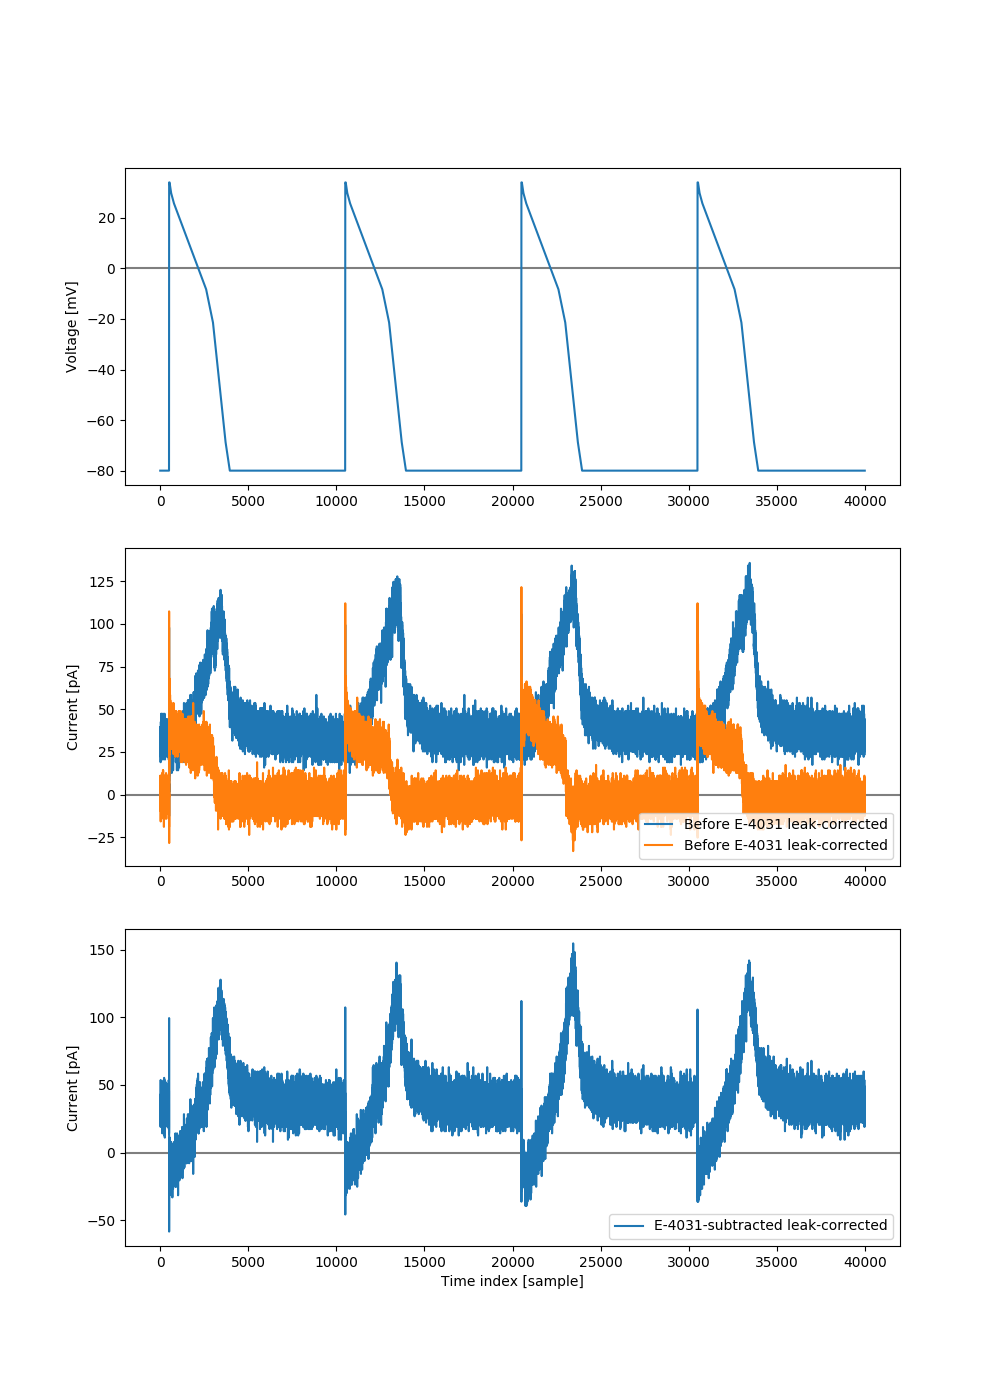 20
0
−20
−40
−60
−80
Voltage [mV]
0 5000 10000 15000 20000 25000 30000 35000 40000
125
100
75
50
25
0
−25
Current [pA]
Before E-4031 leak-corrected
Before E-4031 leak-corrected
0 5000 10000 15000 20000 25000 30000 35000 40000
150
100
50
0
−50
Current [pA]
E-4031-subtracted leak-corrected
0 5000 10000 15000 20000 25000 30000 35000 40000
Time index [sample]